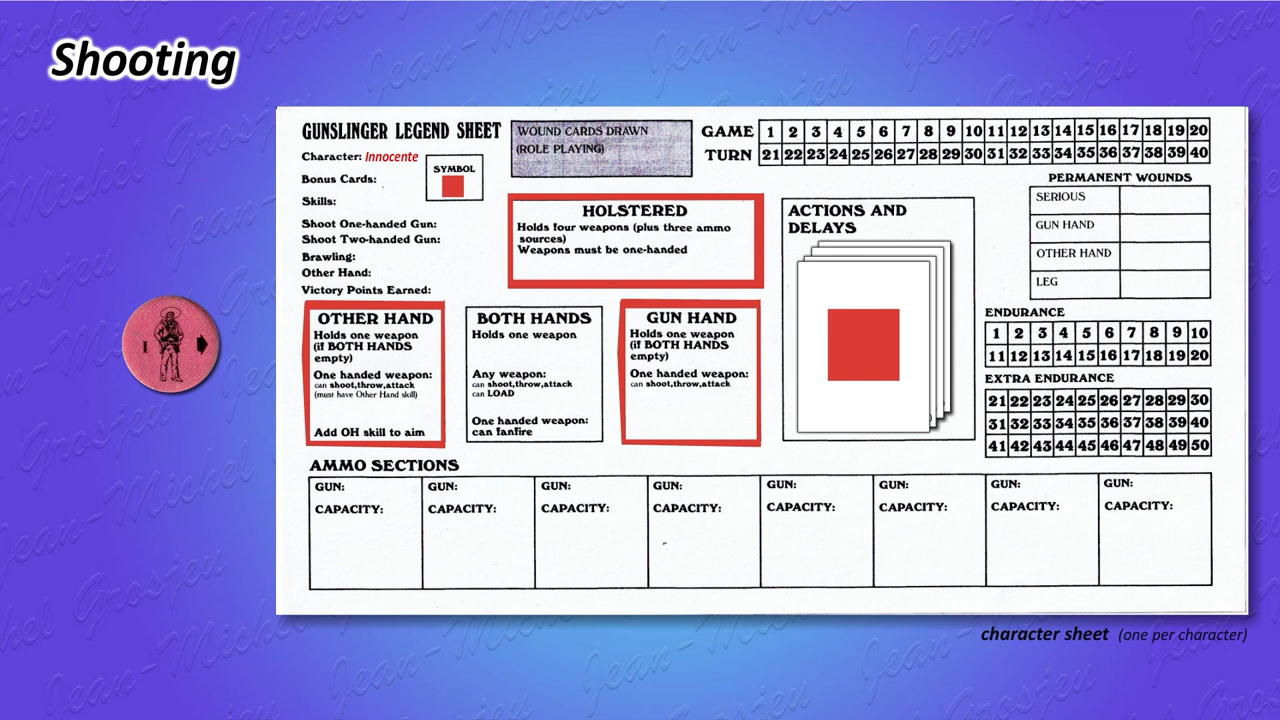 Shooting
GUNSLINGER LEGEND SHEET
Character: Innocente
Bonus Cards:
Skills:
Shoot One-handed Gun:
Shoot Two-handed Gun:
Brawling:
Other Hand:
Victory Points Earned:
SYMBOL
WOUND CARDS DRAWN
(ROLE PLAYING)
GAME TURN
1 2 3 4 5 6 7 8 9 10 11 12 13 14 15 16 17 18 19 20
21 22 23 24 25 26 27 28 29 30 31 32 33 34 35 36 37 38 39 40
HOLSTERED
Holds four weapons (plus three ammo
sources)
Weapons must be one-handed
ACTIONS AND
DELAYS
PERMANENT WOUNDS
SERIOUS
GUN HAND
OTHER HAND
LEG
OTHER HAND
Holds one weapon
(if BOTH HANDS
empty)
One handed weapon:
can shoot,throw,attack
(must have Other Hand skill)
Add OH skill to aim
BOTH HANDS
Holds one weapon
Any weapon:
can shoot,throw,attack
can LOAD
One handed weapon:
can fanfire
GUN HAND
Holds one weapon
(if BOTH HANDS
empty)
One handed weapon:
can shoot,throw,attack
ENDURANCE
1 2 3 4 5 6 7 8 9 10
11 12 13 14 15 16 17 18 19 20
EXTRA ENDURANCE
21 22 23 24 25 26 27 28 29 30
31 32 33 34 35 36 37 38 39 40
41 42 43 44 45 46 47 48 49 50
I
AMMO SECTIONS
GUN: GUN: GUN: GUN: GUN: GUN: GUN: GUN:
CAPACITY: CAPACITY: CAPACITY: CAPACITY: CAPACITY: CAPACITY: CAPACITY: CAPACITY:
character sheet (one per character)
Jean-Michel Grosjeu